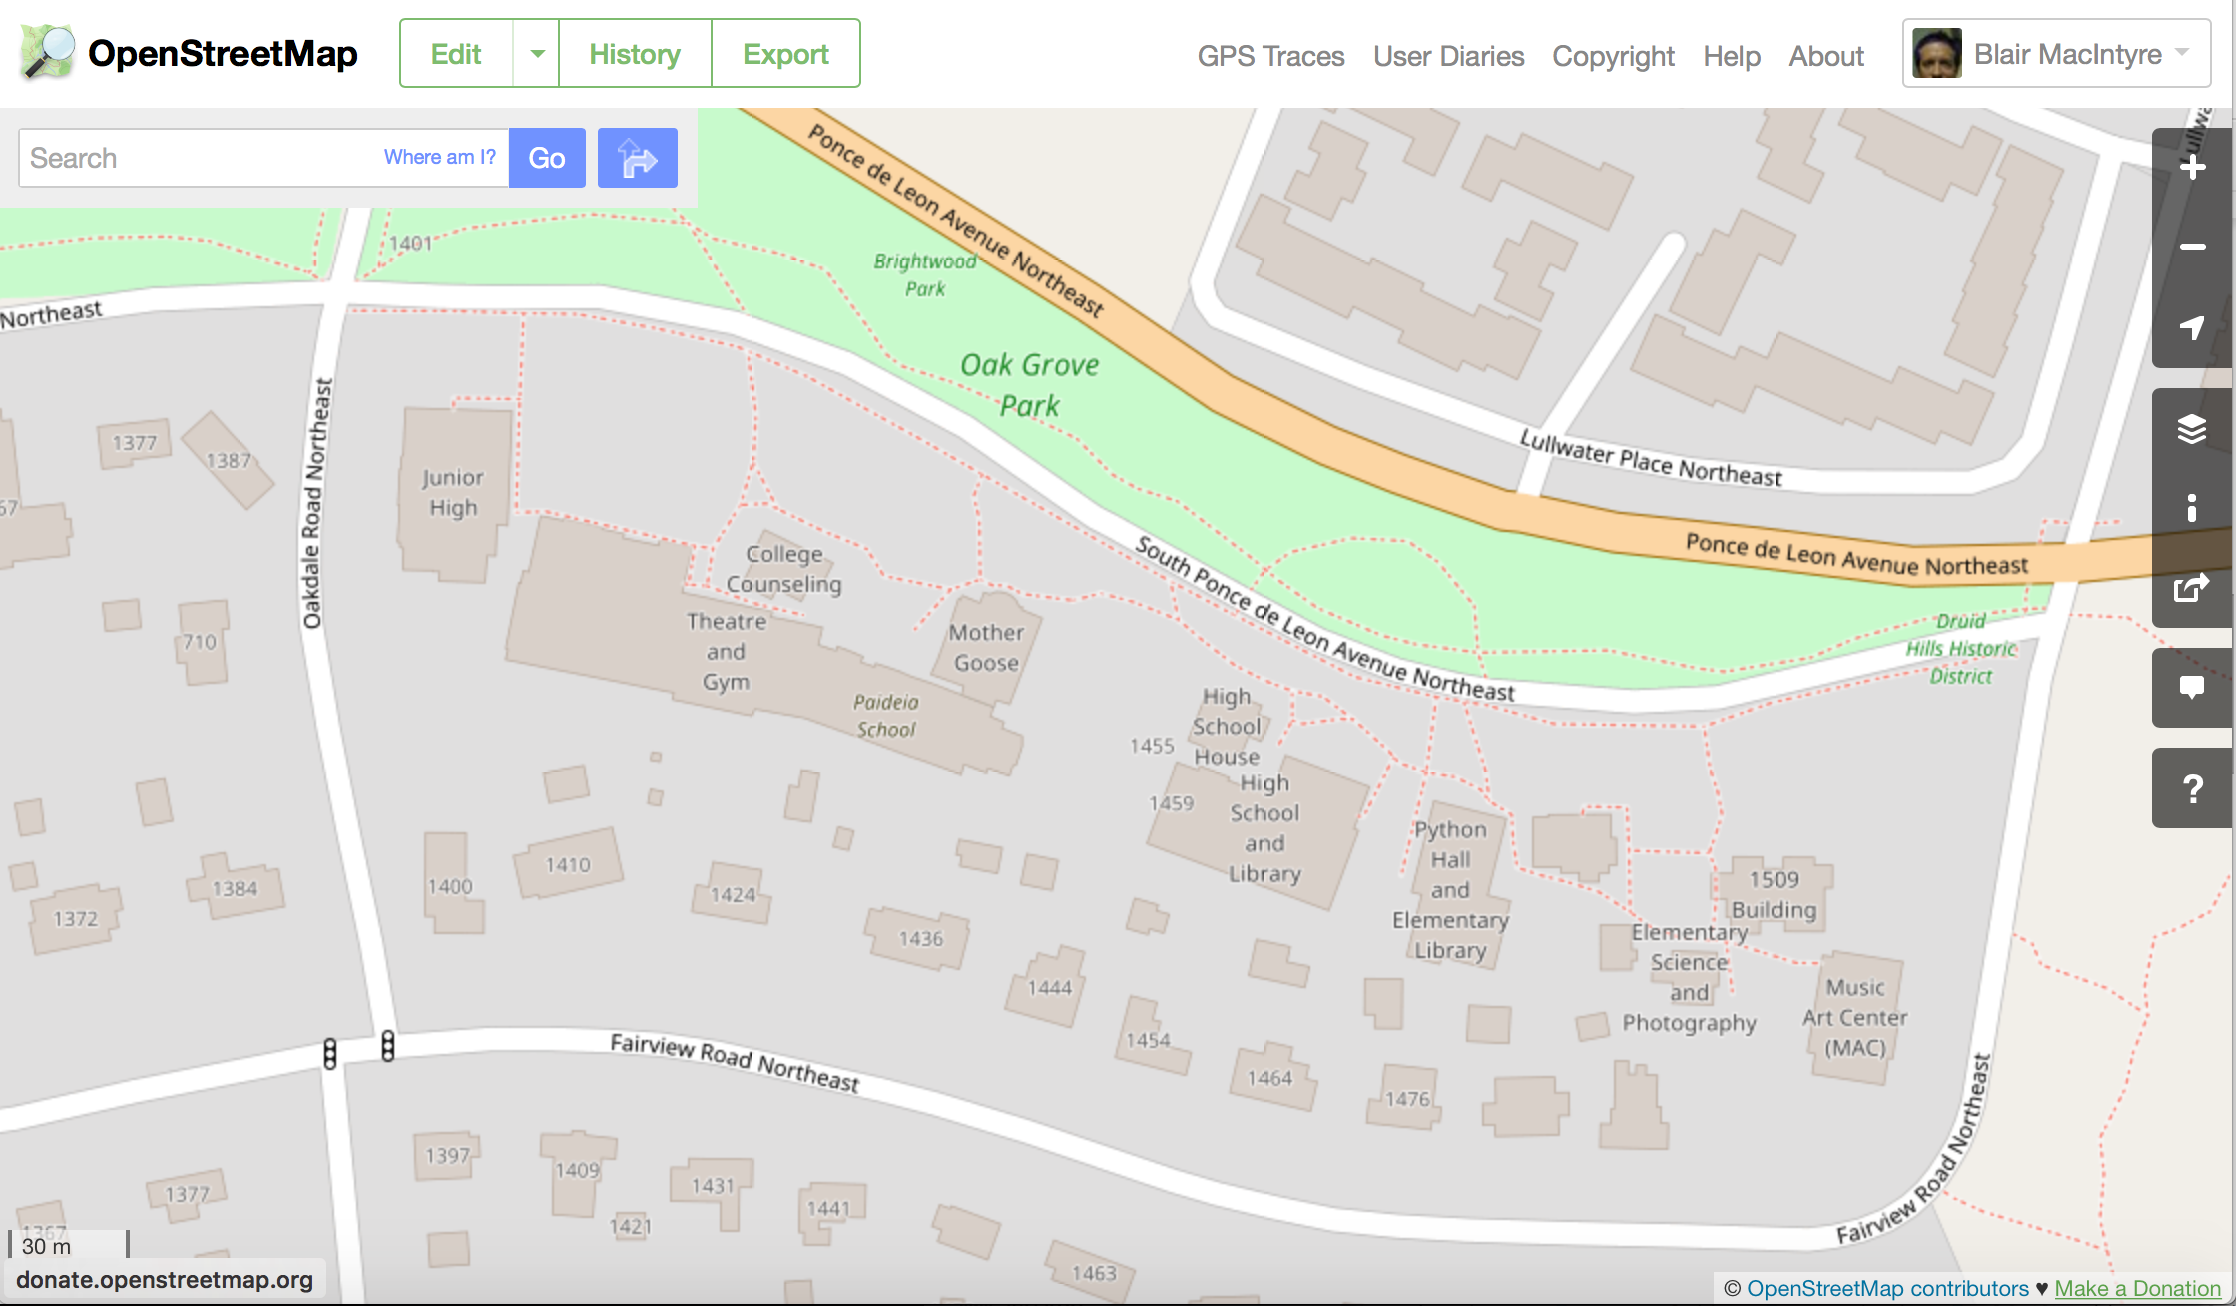 OpenStreetMap
Edit
History
Export
GPS Traces
User Diaries
Copyright
Help
About
Blair MacIntyre
Search
Where am I?
Go
Ponce de Leon Avenue Northeast
1401
Brightwood
Park
Northeast
Oak Grove
Park
Oakdale Road Northeast
1377
1387
Junior
High
Lullwater Place Northeast
Ponce de Leon Avenue Northeast
South Ponce de Leon Avenue Northeast
College
Counseling
710
Theatre
and
Gym
Mother
Goose
Druid
Hills Historic
District
Paideia
School
High
School
House
1455
1459
High
School
and
Library
Python
Hall
and
Elementary
Library
1509
Building
Elementary
Science
and
Photography
Music
Art Center
(MAC)
1400
1410
1424
1384
1372
1436
1444
1454
1464
1476
Fairview Road Northeast
Fairview Road Northeast
1397
1409
1431
1421
1441
1377
1367
1463
30 m
donate.openstreetmap.org
© OpenStreetMap contributors ♥ Make a Donation
+
−
?